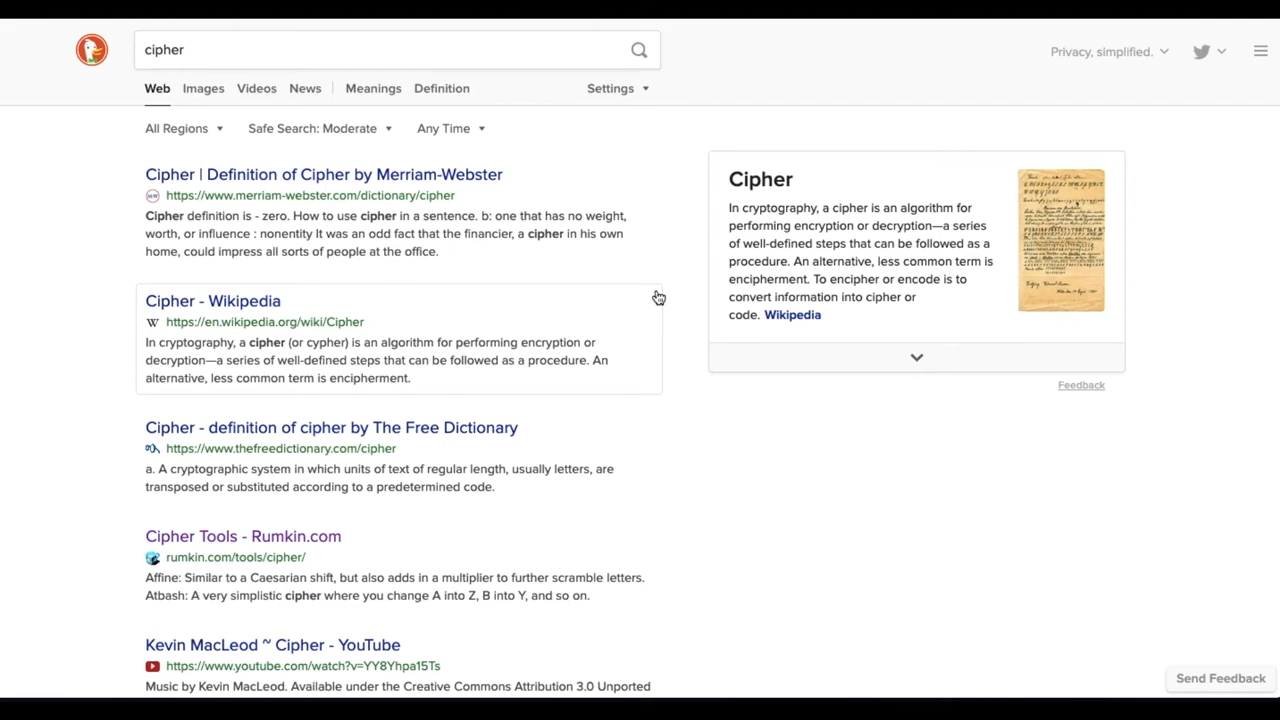 cipher
Privacy, simplified.
Web Images Videos News Meanings Definition Settings
All Regions Safe Search: Moderate Any Time
Cipher | Definition of Cipher by Merriam-Webster
https://www.merriam-webster.com/dictionary/cipher
Cipher definition is - zero. How to use cipher in a sentence. b: one that has no weight,
worth, or influence : nonentity It was an odd fact that the financier, a cipher in his own
home, could impress all sorts of people at the office.
Cipher - Wikipedia
W https://en.wikipedia.org/wiki/Cipher
In cryptography, a cipher (or cypher) is an algorithm for performing encryption or
decryption—a series of well-defined steps that can be followed as a procedure. An
alternative, less common term is encipherment.
Cipher - definition of cipher by The Free Dictionary
https://www.thefreedictionary.com/cipher
a. A cryptographic system in which units of text of regular length, usually letters, are
transposed or substituted according to a predetermined code.
Cipher Tools - Rumkin.com
rumkin.com/tools/cipher/
Affine: Similar to a Caesarian shift, but also adds in a multiplier to further scramble letters.
Atbash: A very simplistic cipher where you change A into Z, B into Y, and so on.
Kevin MacLeod ~ Cipher - YouTube
https://www.youtube.com/watch?v=YY8Yhpa15Ts
Music by Kevin MacLeod. Available under the Creative Commons Attribution 3.0 Unported
Cipher
In cryptography, a cipher is an algorithm for
performing encryption or decryption—a series
of well-defined steps that can be followed as a
procedure. An alternative, less common term is
encipherment. To encipher or encode is to
convert information into cipher or
code. Wikipedia
Feedback
Send Feedback